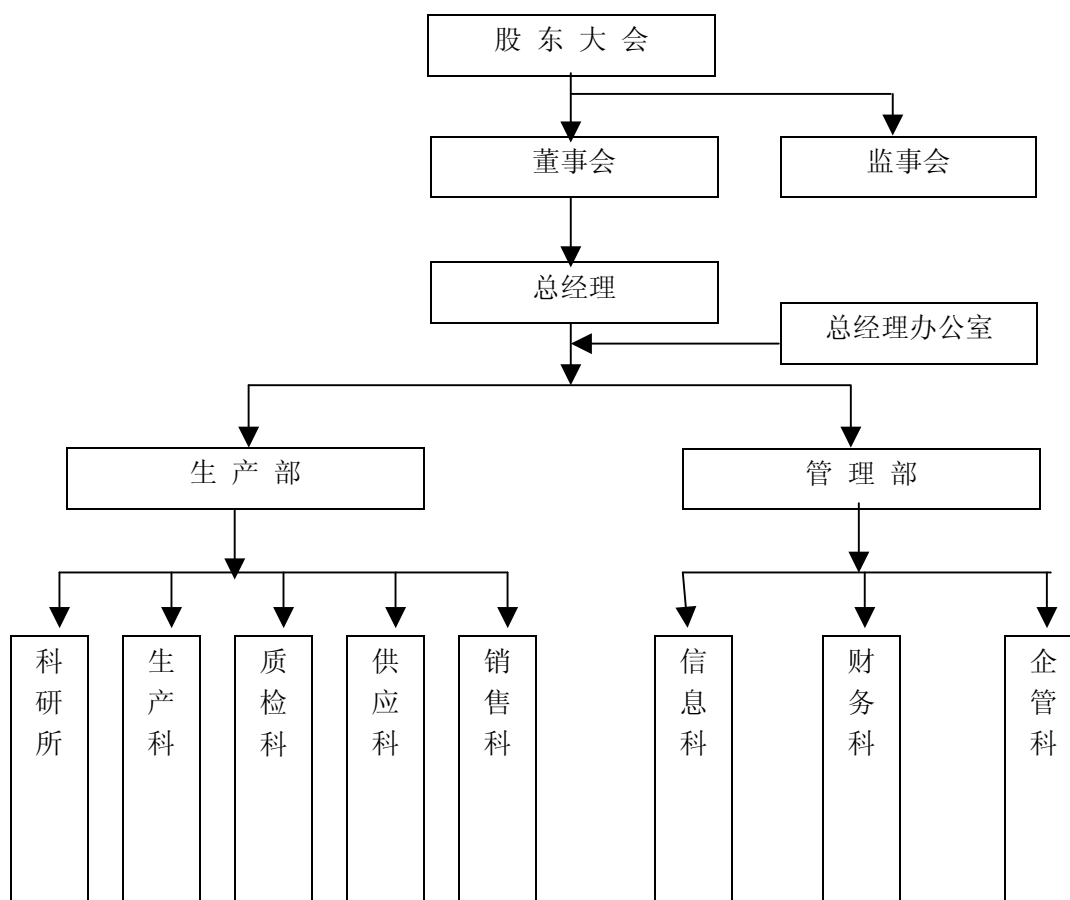 股 东 大 会
董事会
监事会
总经理
总经理办公室
生 产 部
管 理 部
科研所
生产科
质检科
供应科
销售科
信息科
财务科
企管科